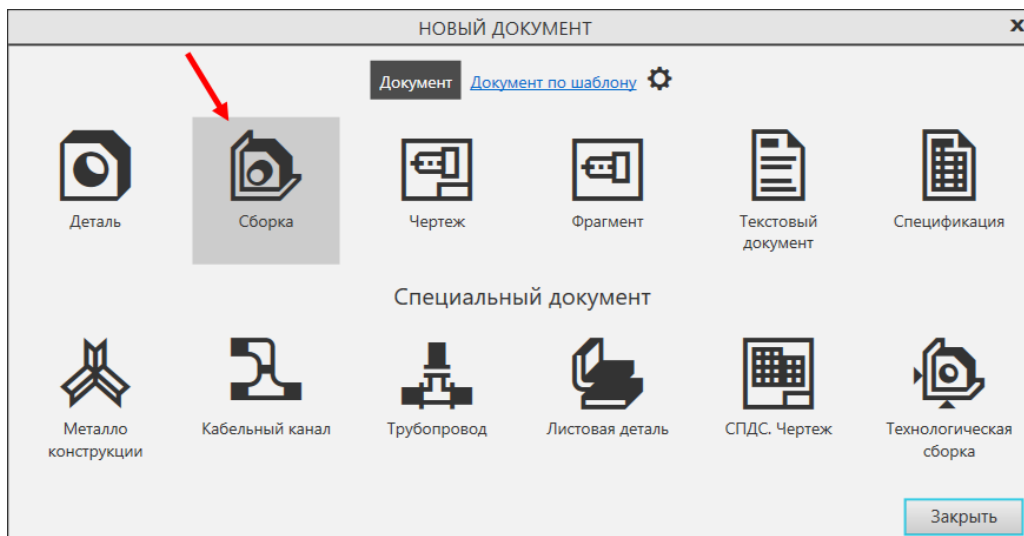 НОВЫЙ ДОКУМЕНТ
x
Документ Документ по шаблону
Деталь Сборка Чертеж Фрагмент Текстовый документ Спецификация
Специальный документ
Металло конструкции Кабельный канал Трубопровод Листовая деталь СПДС. Чертеж Технологическая сборка
Закрыть